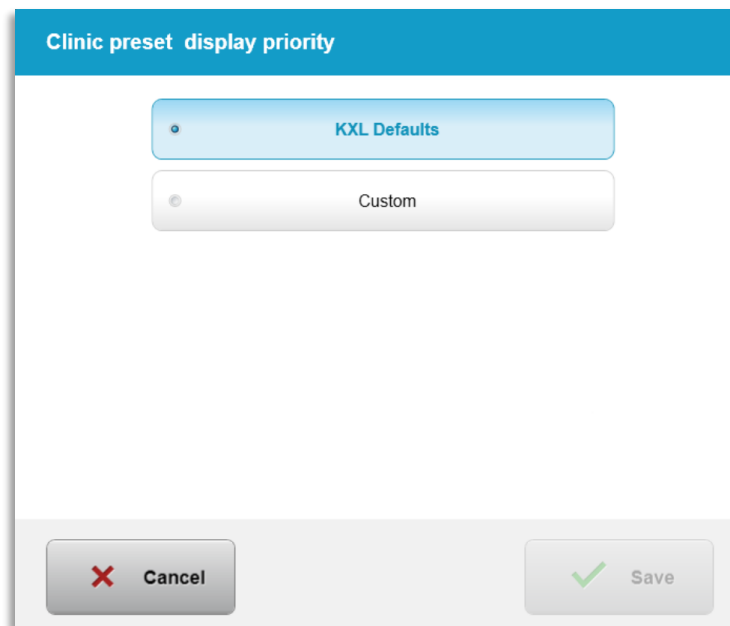 Clinic preset  display priority
KXL Defaults
Custom
Cancel
Save